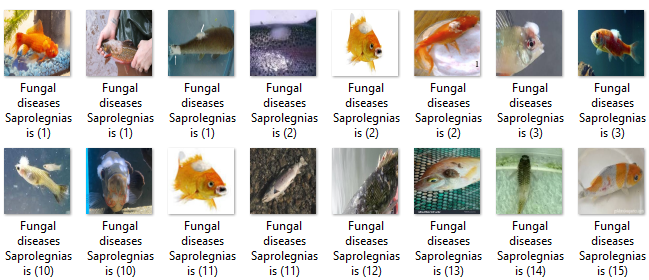 Fungal diseases Saprolegnias is (1)
Fungal diseases Saprolegnias is (1)
Fungal diseases Saprolegnias is (1)
Fungal diseases Saprolegnias is (2)
Fungal diseases Saprolegnias is (2)
Fungal diseases Saprolegnias is (2)
Fungal diseases Saprolegnias is (3)
Fungal diseases Saprolegnias is (3)
Fungal diseases Saprolegnias is (10)
Fungal diseases Saprolegnias is (10)
Fungal diseases Saprolegnias is (11)
Fungal diseases Saprolegnias is (11)
Fungal diseases Saprolegnias is (12)
Fungal diseases Saprolegnias is (13)
Fungal diseases Saprolegnias is (14)
Fungal diseases Saprolegnias is (15)